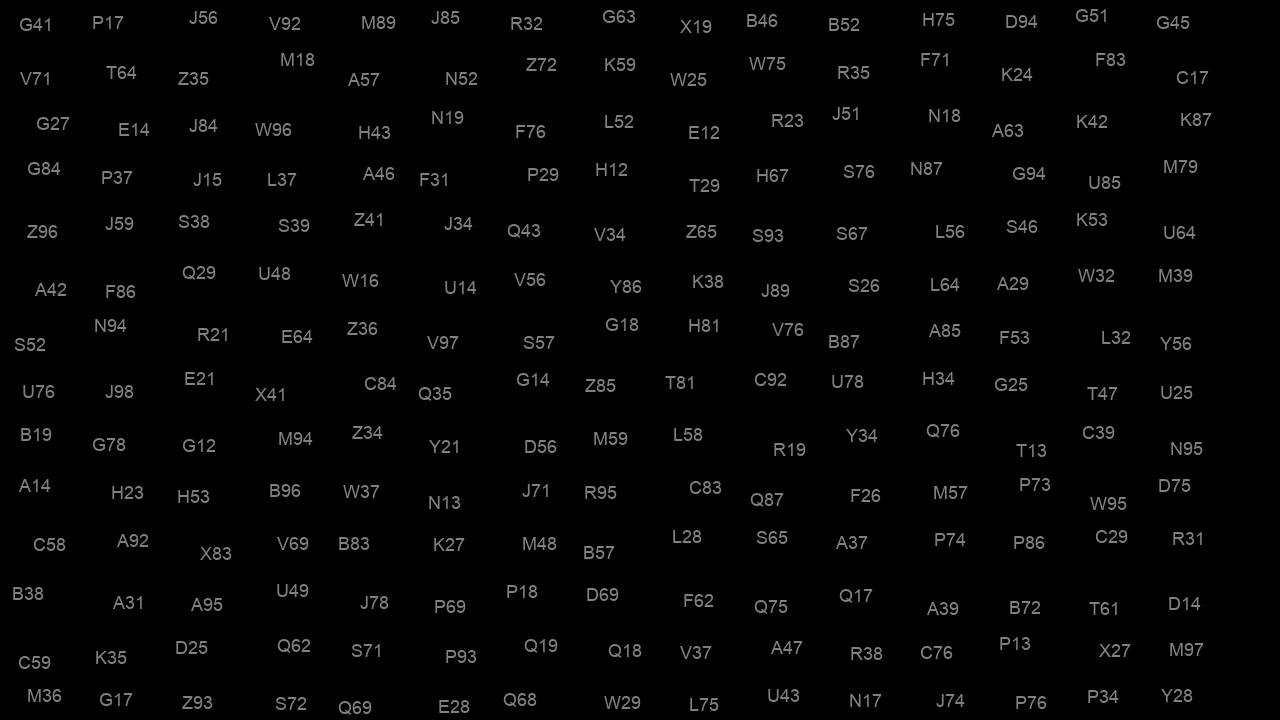 G41 P17 J56 V92 M89 J85 R32 G63 X19 B46 B52 H75 D94 G51 G45
V71 T64 Z35 M18 A57 N52 Z72 K59 W25 W75 R35 F71 K24 F83 C17
G27 E14 J84 W96 H43 N19 F76 L52 E12 R23 J51 N18 A63 K42 K87
G84 P37 J15 L37 A46 F31 P29 H12 T29 H67 S76 N87 G94 U85 M79
Z96 J59 S38 S39 Z41 J34 Q43 V34 Z65 S93 S67 L56 S46 K53 U64
A42 F86 Q29 U48 W16 U14 V56 Y86 K38 J89 S26 L64 A29 W32 M39
S52 N94 R21 E64 Z36 V97 S57 G18 H81 V76 B87 A85 F53 L32 Y56
U76 J98 E21 X41 C84 Q35 G14 Z85 T81 C92 U78 H34 G25 T47 U25
B19 G78 G12 M94 Z34 Y21 D56 M59 L58 R19 Y34 Q76 T13 C39 N95
A14 H23 H53 B96 W37 N13 J71 R95 C83 Q87 F26 M57 P73 W95 D75
C58 A92 X83 V69 B83 K27 M48 B57 L28 S65 A37 P74 P86 C29 R31
B38 A31 A95 U49 J78 P69 P18 D69 F62 Q75 Q17 A39 B72 T61 D14
C59 K35 D25 Q62 S71 P93 Q19 Q18 V37 A47 R38 C76 P13 X27 M97
M36 G17 Z93 S72 Q69 E28 Q68 W29 L75 U43 N17 J74 P76 P34 Y28